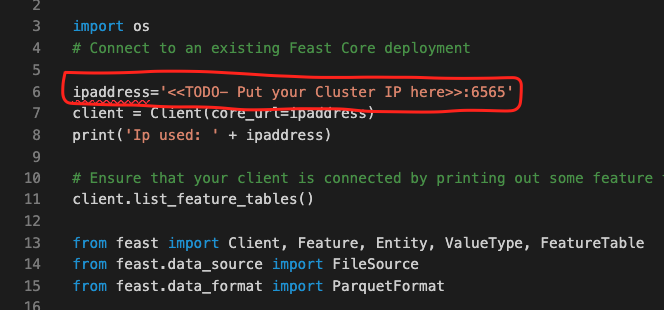 2
3 import os
4 # Connect to an existing Feast Core deployment
5
6 ipaddress='<<TODO- Put your Cluster IP here>>:6565'
7 client = Client(core_url=ipaddress)
8 print('Ip used: ' + ipaddress)
9
10 # Ensure that your client is connected by printing out some feature
11 client.list_feature_tables()
12
13 from feast import Client, Feature, Entity, ValueType, FeatureTable
14 from feast.data_source import FileSource
15 from feast.data_format import ParquetFormat
16